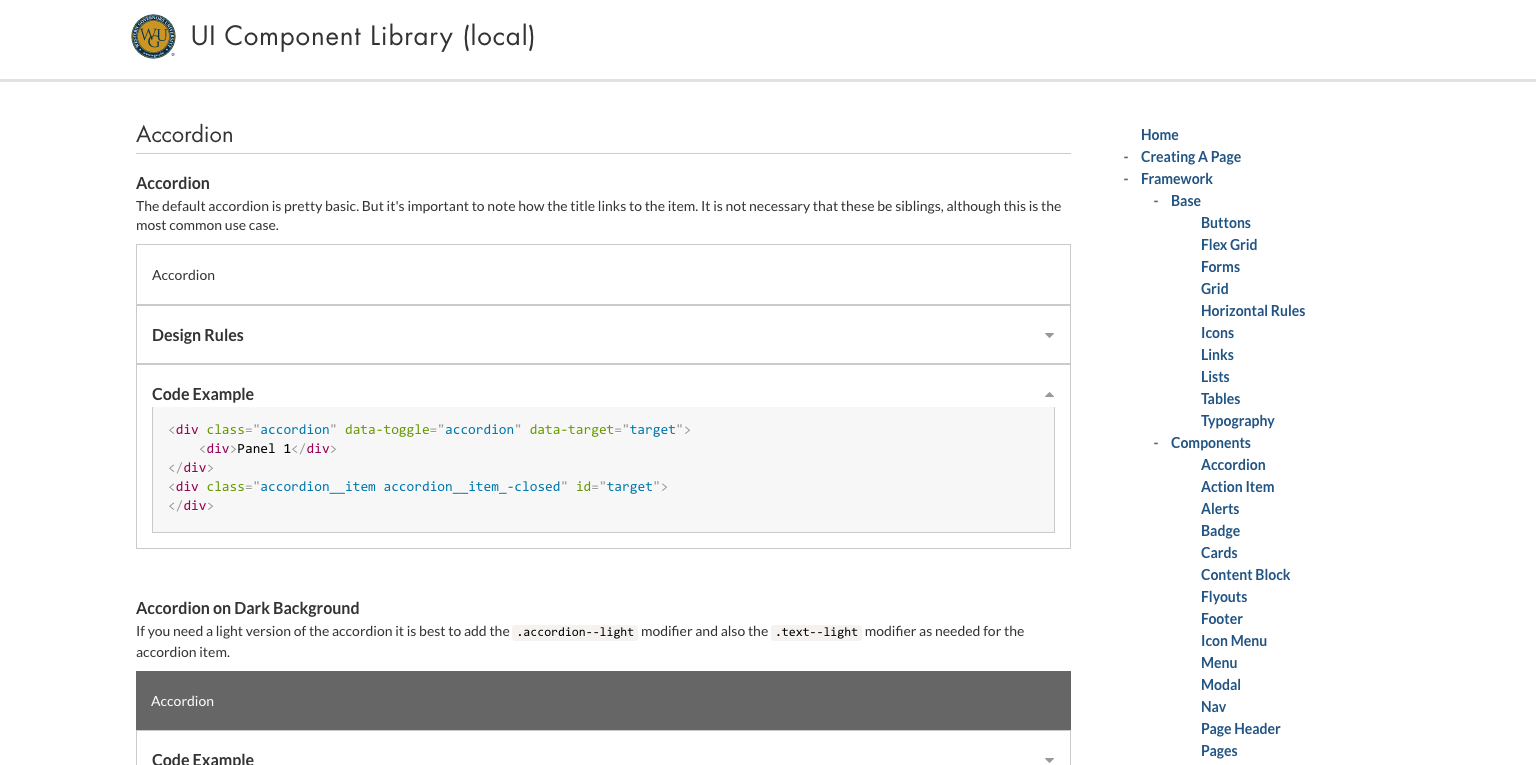 WGU
UI Component Library (local)
Accordion
Accordion
The default accordion is pretty basic. But it's important to note how the title links to the item. It is not necessary that these be siblings, although this is the
most common use case.
Accordion
Design Rules
Code Example
<div class="accordion" data-toggle="accordion" data-target="target">
    <div>Panel 1</div>
</div>
<div class="accordion__item accordion__item_-closed" id="target">
</div>
Accordion on Dark Background
If you need a light version of the accordion it is best to add the .accordion--light modifier and also the .text--light modifier as needed for the
accordion item.
Accordion
Code Example
Home
- Creating A Page
- Framework
- Base
Buttons
Flex Grid
Forms
Grid
Horizontal Rules
Icons
Links
Lists
Tables
Typography
- Components
Accordion
Action Item
Alerts
Badge
Cards
Content Block
Flyouts
Footer
Icon Menu
Menu
Modal
Nav
Page Header
Pages